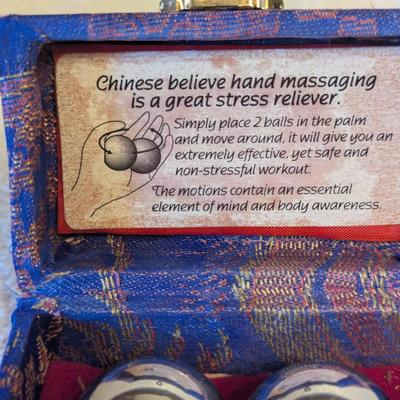 Chinese believe hand massaging
is a great stress reliever.
Simply place 2 balls in the palm
and move around, it will give you an
extremely effective, yet safe and
non-stressful workout.
The motions contain an essential
element of mind and body awareness.